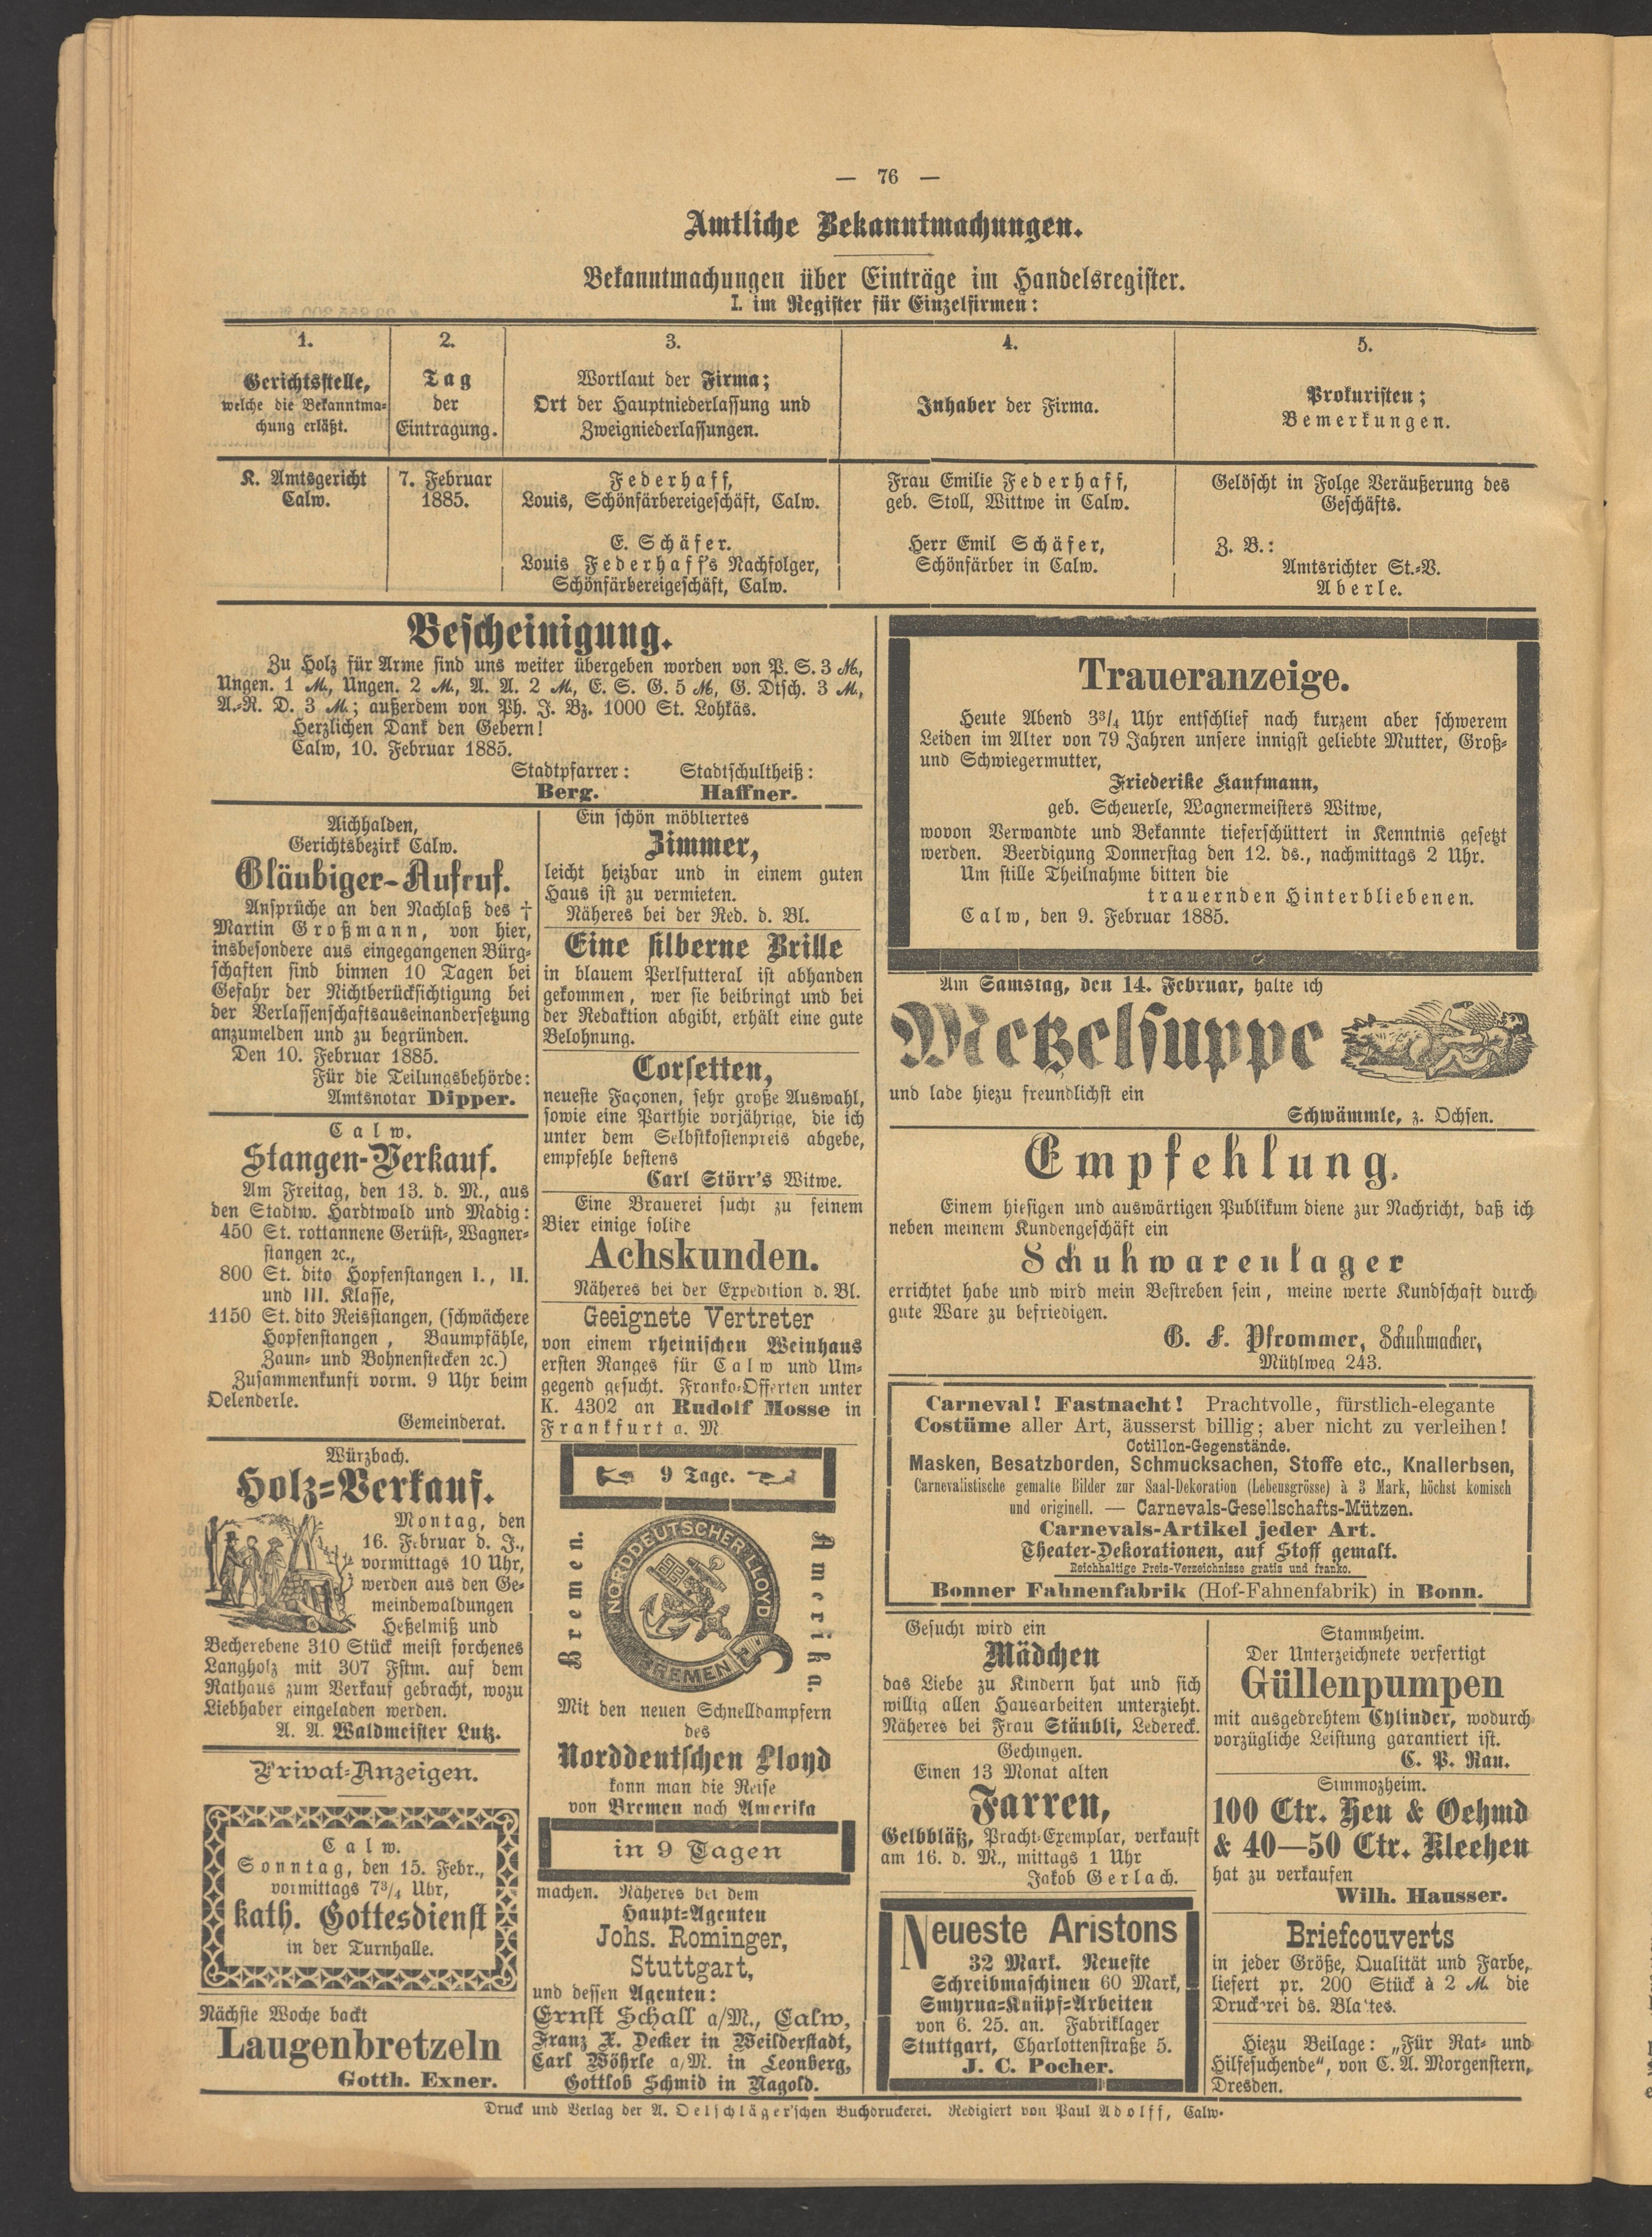 — 76 —
Amtliche Bekanntmachungen.
Bekanntmachungen über Einträge im Handelsregister.
I. im Register für Einzelfirmen:
1.
Gerichtsstelle,
welche die Bekanntma-
chung erläßt.
2.
Tag
der
Eintragung.
3.
Wortlaut der Firma;
Ort der Hauptniederlassung und
Zweigniederlassungen.
4.
Inhaber der Firma.
5.
Prokuristen;
Bemerkungen.
K. Amtsgericht
Calw.
7. Februar
1885.
Federhaff,
Louis, Schönfärbereigeschäft, Calw.
Frau Emilie Federhaff,
geb. Stoll, Wittwe in Calw.
Gelöscht in Folge Veräußerung des
Geschäfts.
E. Schäfer.
Louis Federhaff's Nachfolger,
Schönfärbereigeschäft, Calw.
Herr Emil Schäfer,
Schönfärber in Calw.
Z. B.:
Amtsrichter St.-V.
Aberle.
Bescheinigung.
Zu Holz für Arme sind uns weiter übergeben worden von P. S. 3 M.,
Ungen. 1 M., Ungen. 2 M., A. A. 2 M., E. S. G. 5 M., G. Dtsch. 3 M.,
A.-R. D. 3 M.; außerdem von Ph. J. Bz. 1000 St. Lohkäs.
Herzlichen Dank den Gebern!
Calw, 10. Februar 1885.
Stadtpfarrer: Stadtschultheiß:
Berg. Haffner.
Aichhalden,
Gerichtsbezirk Calw.
Gläubiger-Aufruf.
Ansprüche an den Nachlaß des †
Martin Großmann, von hier,
insbesondere aus eingegangenen Bürg-
schaften sind binnen 10 Tagen bei
Gefahr der Nichtberücksichtigung bei
der Verlassenschaftsauseinandersetzung
anzumelden und zu begründen.
Den 10. Februar 1885.
Für die Teilungsbehörde:
Amtsnotar Dipper.
Calw.
Stangen-Verkauf.
Am Freitag, den 13. d. M., aus
den Stadtw. Hardtwald und Madig:
450 St. rottannene Gerüst-, Wagner-
stangen ꝛc.,
800 St. dito Hopfenstangen I., II.
und III. Klasse,
1150 St. dito Reisstangen, (schwächere
Hopfenstangen, Baumpfähle,
Zaun- und Bohnenstecken ꝛc.)
Zusammenkunft vorm. 9 Uhr beim
Oelenderle.
Gemeinderat.
Würzbach.
Holz-Verkauf.
Montag, den
16. Februar d. J.,
vormittags 10 Uhr,
werden aus den Ge-
meindewaldungen
Heßelmiß und
Becherebene 310 Stück meist forchenes
Langholz mit 307 Fstm. auf dem
Rathaus zum Verkauf gebracht, wozu
Liebhaber eingeladen werden.
A. A. Waldmeister Lutz.
Privat-Anzeigen.
Calw.
Sonntag, den 15. Febr.,
vormittags 7¾ Uhr,
kath. Gottesdienst
in der Turnhalle.
Nächste Woche backt
Laugenbretzeln
Gotth. Exner.
Ein schön möbliertes
Zimmer,
leicht heizbar und in einem guten
Haus ist zu vermieten.
Näheres bei der Red. d. Bl.
Eine silberne Brille
in blauem Perlfutteral ist abhanden
gekommen, wer sie beibringt und bei
der Redaktion abgibt, erhält eine gute
Belohnung.
Corsetten,
neueste Façonen, sehr große Auswahl,
sowie eine Parthie vorjährige, die ich
unter dem Selbstkostenpreis abgebe,
empfehle bestens
Carl Störr's Witwe.
Eine Brauerei sucht zu seinem
Bier einige solide
Achskunden.
Näheres bei der Expedition d. Bl.
Geeignete Vertreter
von einem rheinischen Weinhaus
ersten Ranges für Calw und Um-
gegend gesucht. Franko-Offerten unter
K. 4302 an Rudolf Mosse in
Frankfurt a. M.
9 Tage.
Bremen.
NORDDEUTSCHER LLOYD
BREMEN
Amerika.
Mit den neuen Schnelldampfern
des
Norddeutschen Lloyd
kann man die Reise
von Bremen nach Amerika
in 9 Tagen
machen. Näheres bei dem
Haupt-Agenten
Johs. Rominger,
Stuttgart,
und dessen Agenten:
Ernst Schall a/M., Calw,
Franz X. Decker in Weilderstadt,
Carl Wöhrle a/M. in Leonberg,
Gottlob Schmid in Nagold.
Traueranzeige.
Heute Abend 3¾ Uhr entschlief nach kurzem aber schwerem
Leiden im Alter von 79 Jahren unsere innigst geliebte Mutter, Groß-
und Schwiegermutter,
Friederike Kaufmann,
geb. Scheuerle, Wagnermeisters Witwe,
wovon Verwandte und Bekannte tieferschüttert in Kenntnis gesetzt
werden. Beerdigung Donnerstag den 12. ds., nachmittags 2 Uhr.
Um stille Theilnahme bitten die
trauernden Hinterbliebenen.
Calw, den 9. Februar 1885.
Am Samstag, den 14. Februar, halte ich
Metzelsuppe
und lade hiezu freundlichst ein
Schwämmle, z. Ochsen.
Empfehlung.
Einem hiesigen und auswärtigen Publikum diene zur Nachricht, daß ich
neben meinem Kundengeschäft ein
Schuhwarenlager
errichtet habe und wird mein Bestreben sein, meine werte Kundschaft durch
gute Ware zu befriedigen.
G. F. Pfrommer, Schuhmacher,
Mühlweg 243.
Carneval! Fastnacht! Prachtvolle, fürstlich-elegante
Costüme aller Art, äusserst billig; aber nicht zu verleihen!
Cotillon-Gegenstände.
Masken, Besatzborden, Schmucksachen, Stoffe etc., Knallerbsen,
Carnevalistische gemalte Bilder zur Saal-Dekoration (Lebensgrösse) à 3 Mark, höchst komisch
und originell. — Carnevals-Gesellschafts-Mützen.
Carnevals-Artikel jeder Art.
Theater-Dekorationen, auf Stoff gemalt.
Reichhaltige Preis-Verzeichnisse gratis und franko.
Bonner Fahnenfabrik (Hof-Fahnenfabrik) in Bonn.
Gesucht wird ein
Mädchen
das Liebe zu Kindern hat und sich
willig allen Hausarbeiten unterzieht.
Näheres bei Frau Stäubli, Ledereck.
Gechingen.
Einen 13 Monat alten
Farren,
Gelbbläß, Pracht-Exemplar, verkauft
am 16. d. M., mittags 1 Uhr
Jakob Gerlach.
Neueste Aristons
32 Mark. Neueste
Schreibmaschinen 60 Mark,
Smyrna-Knüpf-Arbeiten
von 6. 25. an. Fabriklager
Stuttgart, Charlottenstraße 5.
J. C. Pocher.
Stammheim.
Der Unterzeichnete verfertigt
Güllenpumpen
mit ausgedrehtem Cylinder, wodurch
vorzügliche Leistung garantiert ist.
C. P. Rau.
Simmozheim.
100 Ctr. Heu & Oehmd
& 40—50 Ctr. Kleehen
hat zu verkaufen
Wilh. Hausser.
Briefcouverts
in jeder Größe, Qualität und Farbe,
liefert pr. 200 Stück à 2 M. die
Druckerei ds. Blattes.
Hiezu Beilage: „Für Rat- und
Hilfesuchende“, von C. A. Morgenstern,
Dresden.
Druck und Verlag der A. Oelschläger'schen Buchdruckerei. Redigiert von Paul Adolff, Calw.